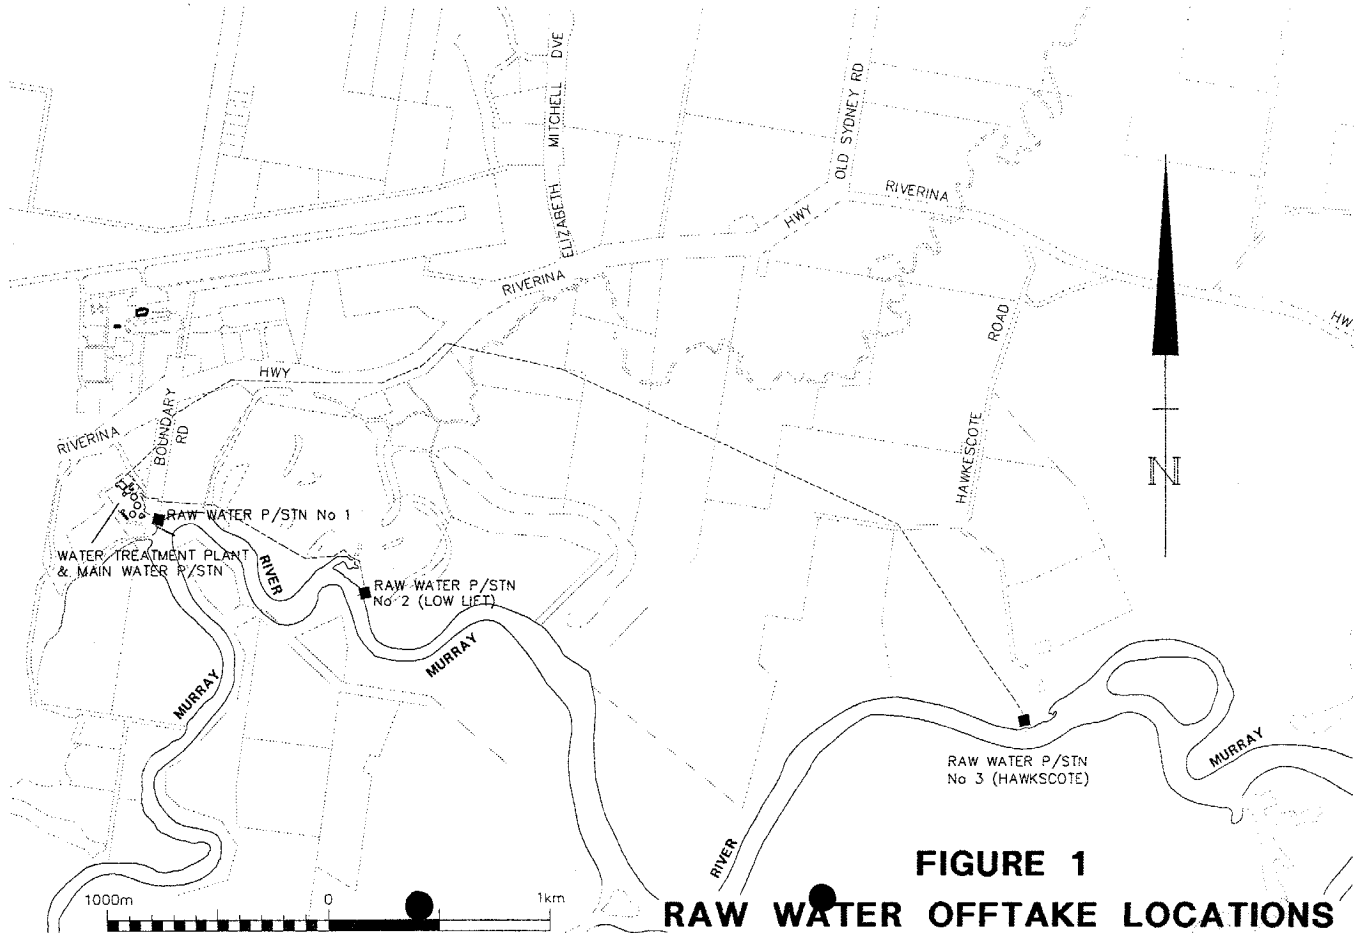 ELIZABETH MITCHELL DVE
OLD SYDNEY RD
RIVERINA
HWY
RIVERINA
ROAD
HW
HWY
BOUNDARY
RD
RIVERINA
HAWKESCOTE
N
RAW WATER P/STN No 1
WATER TREATMENT PLANT
& MAIN WATER P/STN
RIVER
RAW WATER P/STN
No 2 (LOW LIFT)
MURRAY
MURRAY
MURRAY
RAW WATER P/STN
No 3 (HAWKSCOTE)
RIVER
FIGURE 1
1000m 0 1km
RAW WATER OFFTAKE LOCATIONS